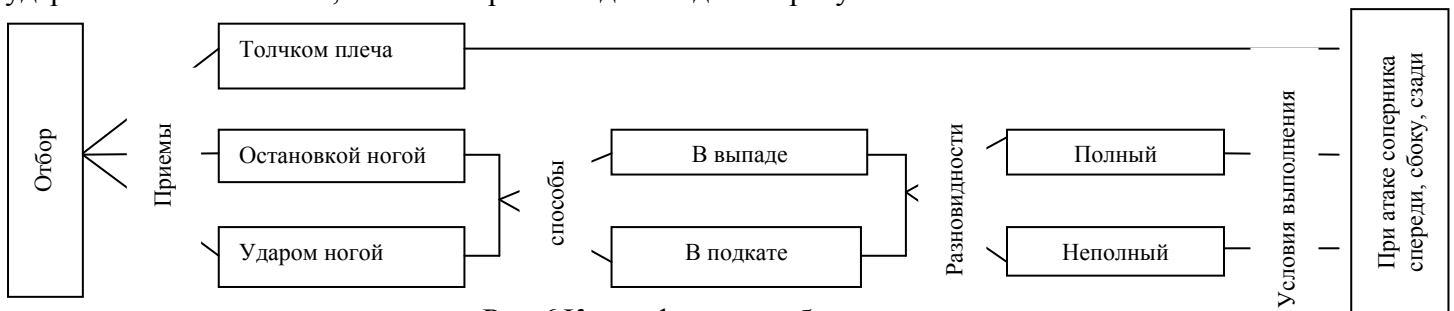 Отбор
Приемы
Толчком плеча
Остановкой ногой
Ударом ногой
способы
В выпаде
В подкате
Разновидности
Полный
Неполный
Условия выполнения
При атаке соперника
спереди, сбоку, сзади